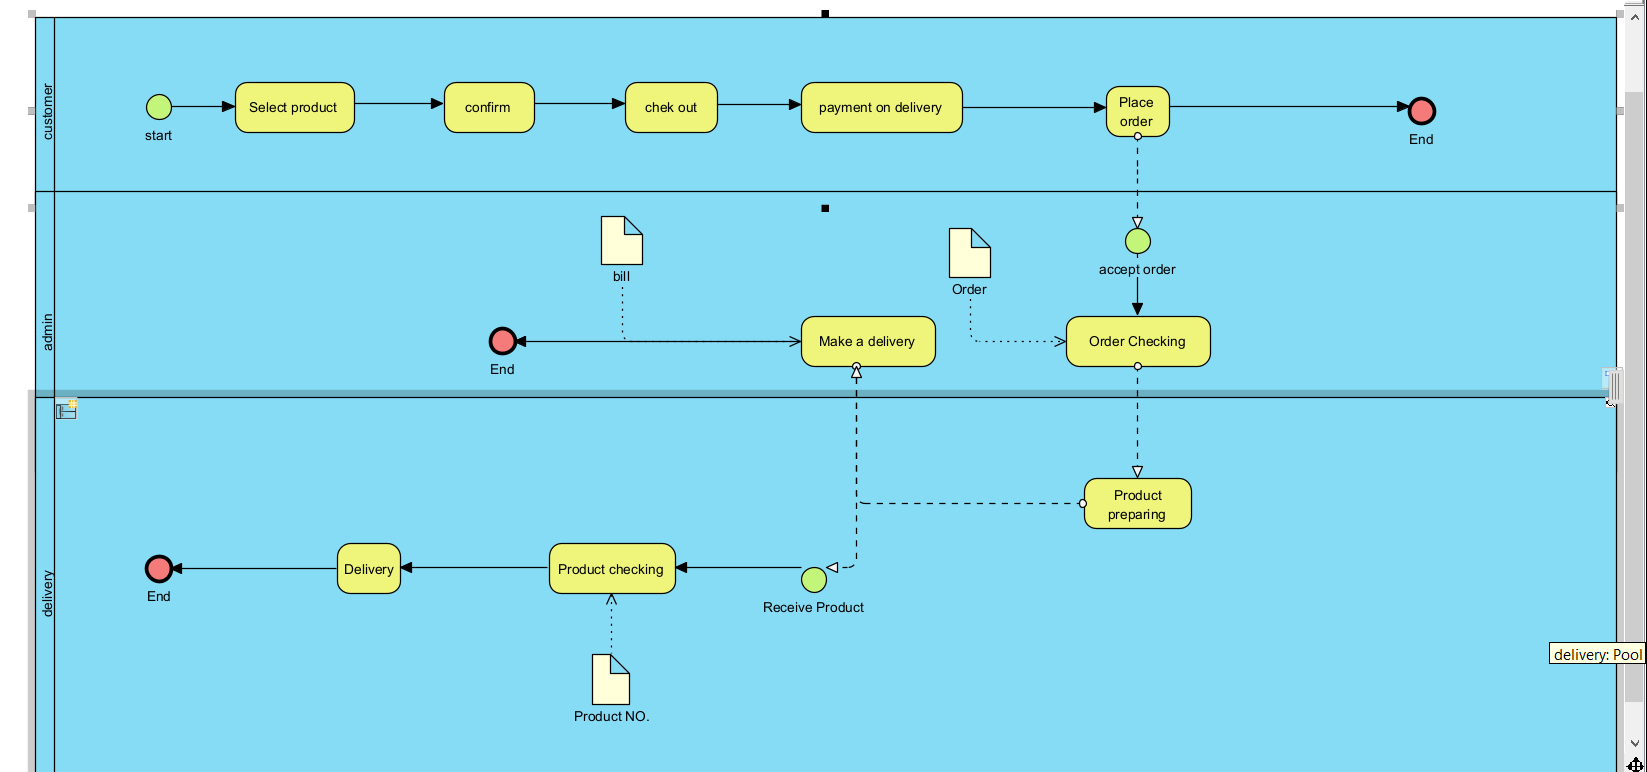 customer
start
Select product
confirm
chek out
payment on delivery
Place
order
End
admin
bill
Order
accept order
End
Make a delivery
Order Checking
delivery
Product
preparing
End
Delivery
Product checking
Receive Product
Product NO.
delivery: Pool